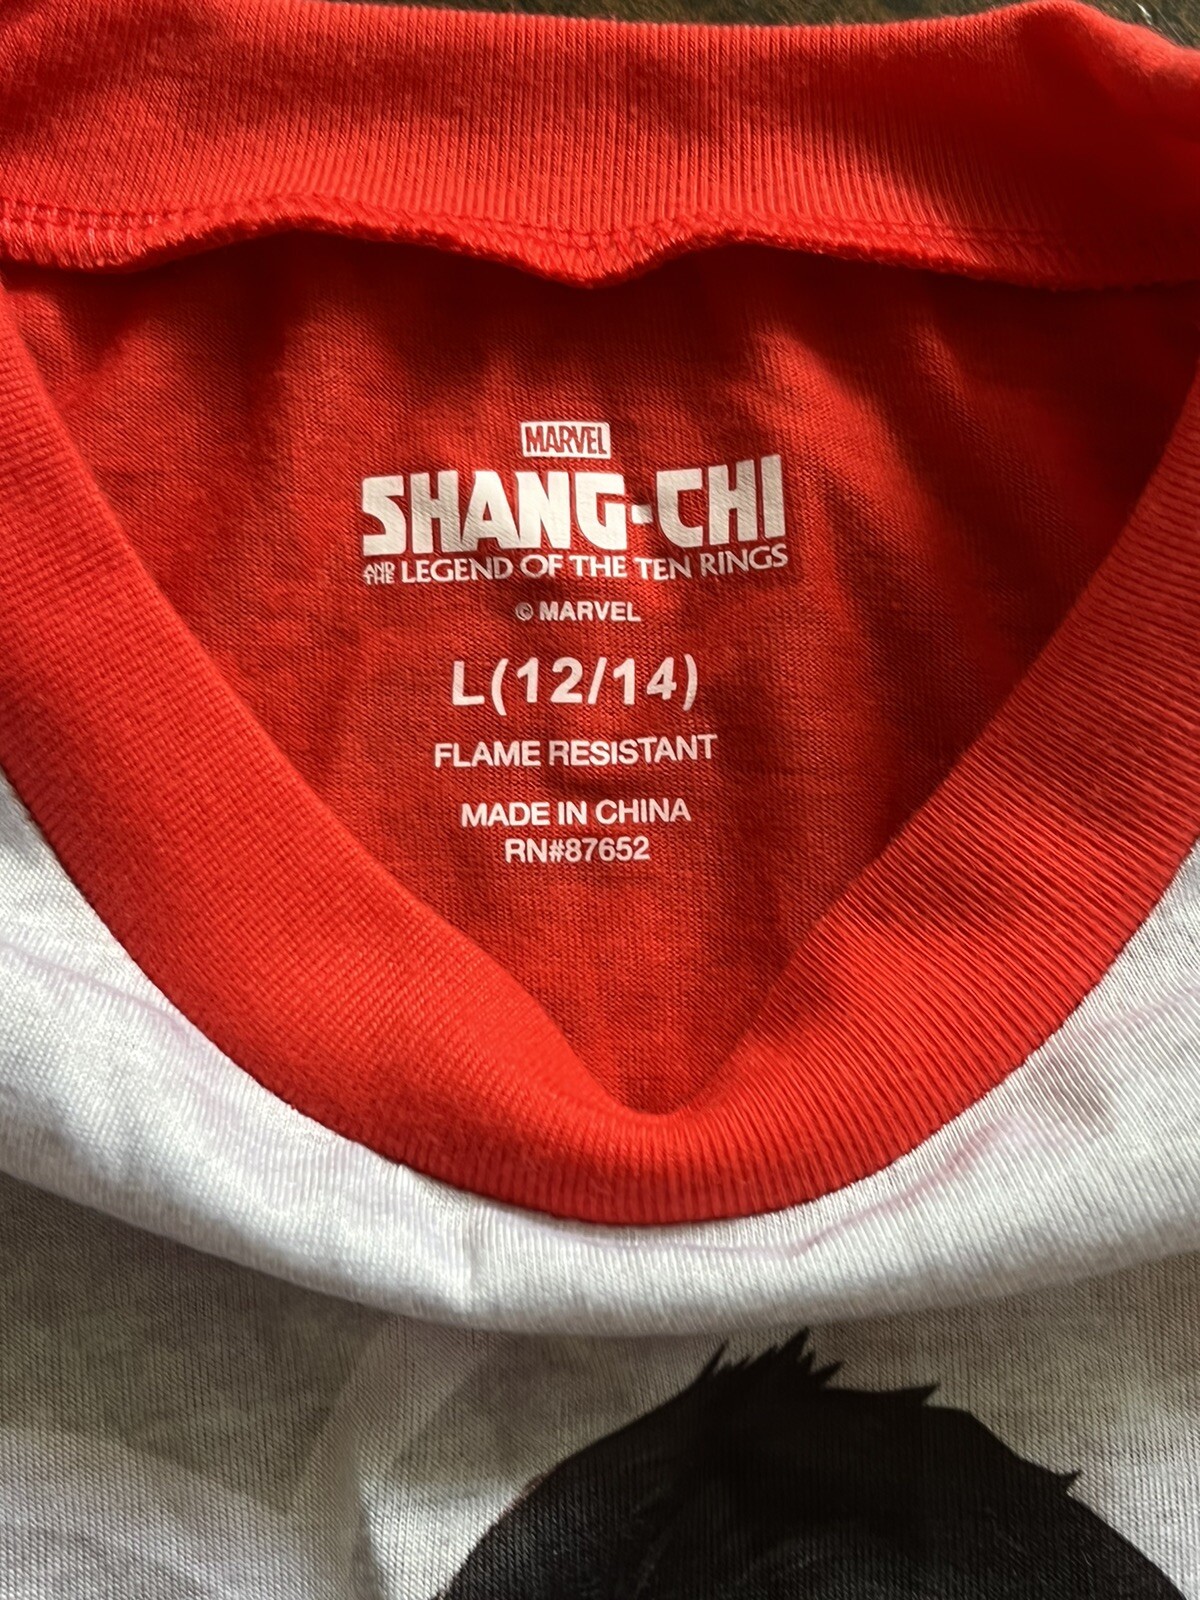 MARVEL
SHANG-CHI
AND THE LEGEND OF THE TEN RINGS
© MARVEL
L(12/14)
FLAME RESISTANT
MADE IN CHINA
RN#87652